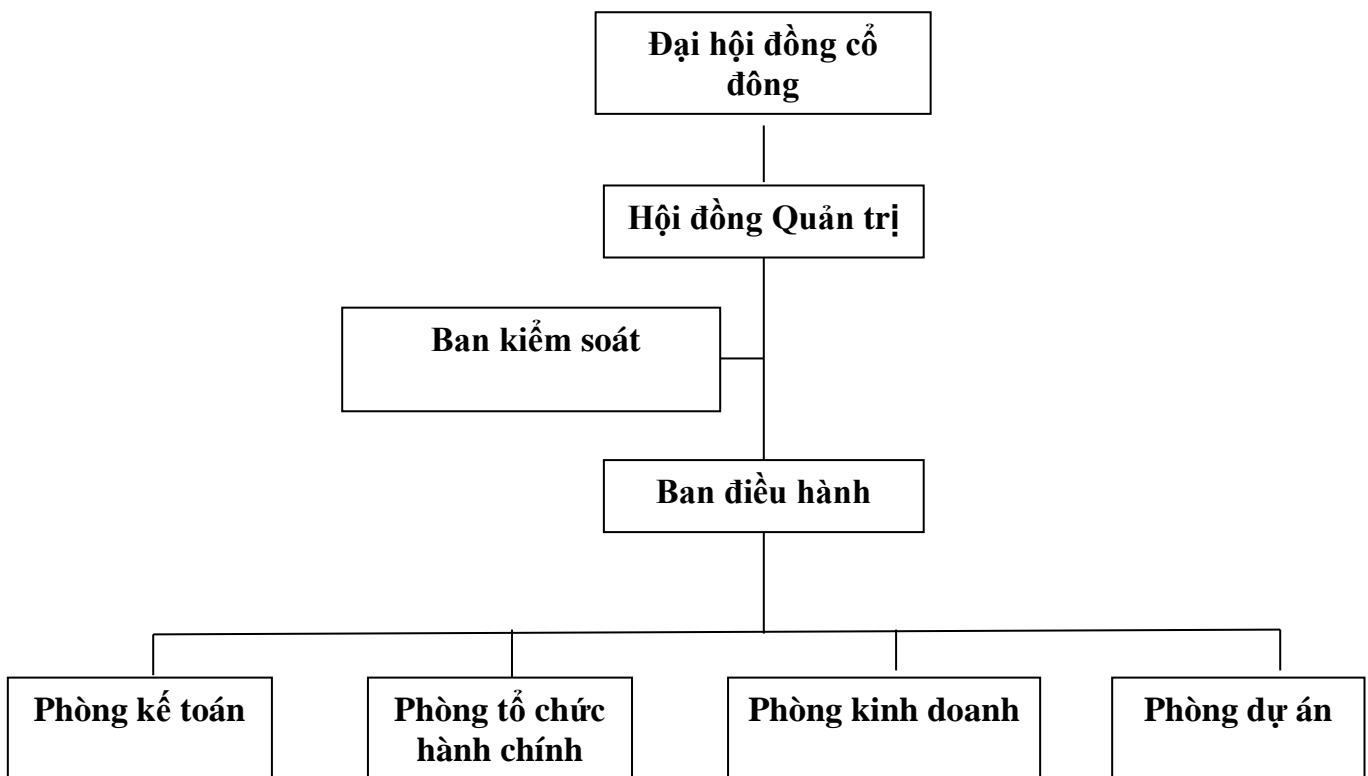 Đại hội đồng cổ
đông
Hội đồng Quản trị
Ban kiểm soát
Ban điều hành
Phòng kế toán
Phòng tổ chức
hành chính
Phòng kinh doanh
Phòng dự án